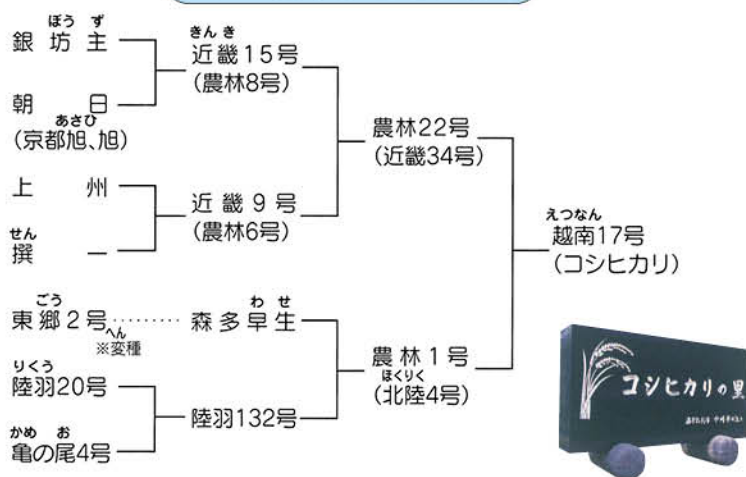 銀坊主
ぼうず
近畿15号
きんき
(農林8号)
朝日
あさひ
(京都旭、旭)
農林22号
(近畿34号)
上州
近畿9号
(農林6号)
撰一
せん
越南17号
えつなん
(コシヒカリ)
東郷2号
ごう
※変種
へん
森多早生
わせ
農林1号
(北陸4号)
ほくりく
陸羽20号
りくう
陸羽132号
亀の尾4号
かめお
コシヒカリの里